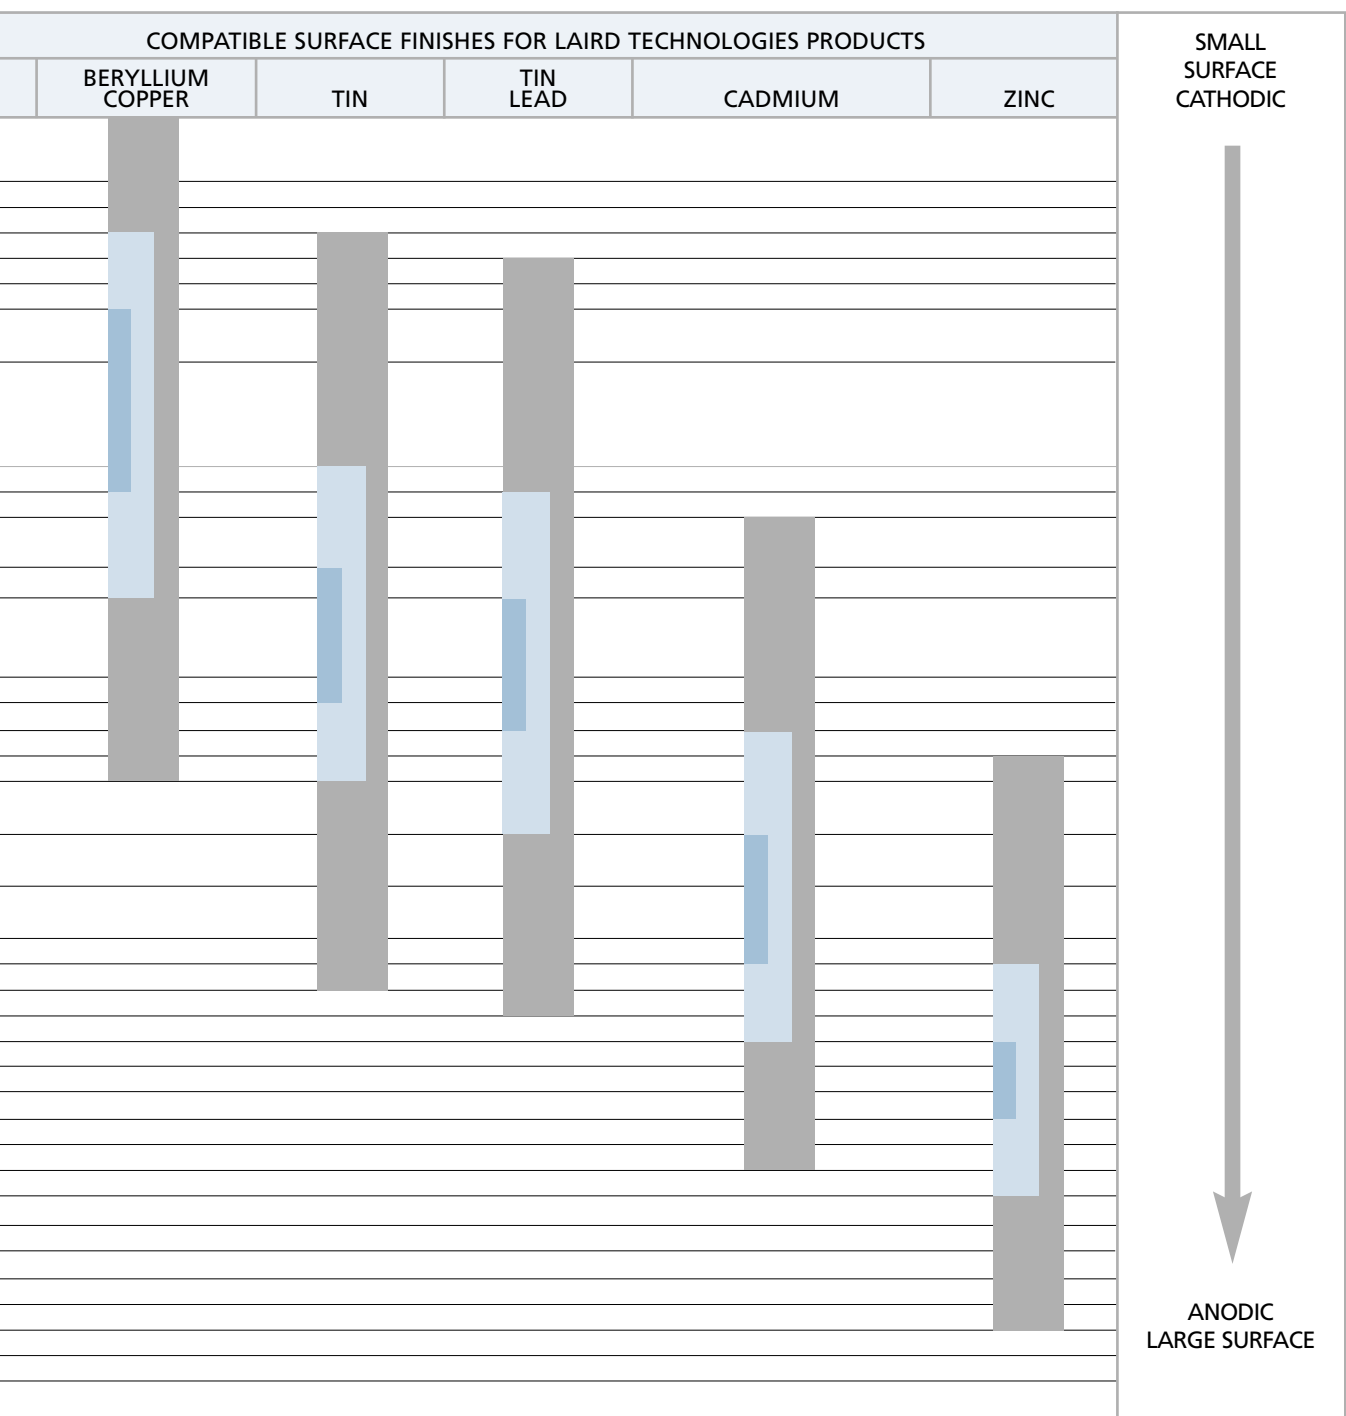 COMPATIBLE SURFACE FINISHES FOR LAIRD TECHNOLOGIES PRODUCTS
BERYLLIUM
COPPER
TIN
TIN
LEAD
CADMIUM
ZINC
SMALL
SURFACE
CATHODIC
ANODIC
LARGE SURFACE